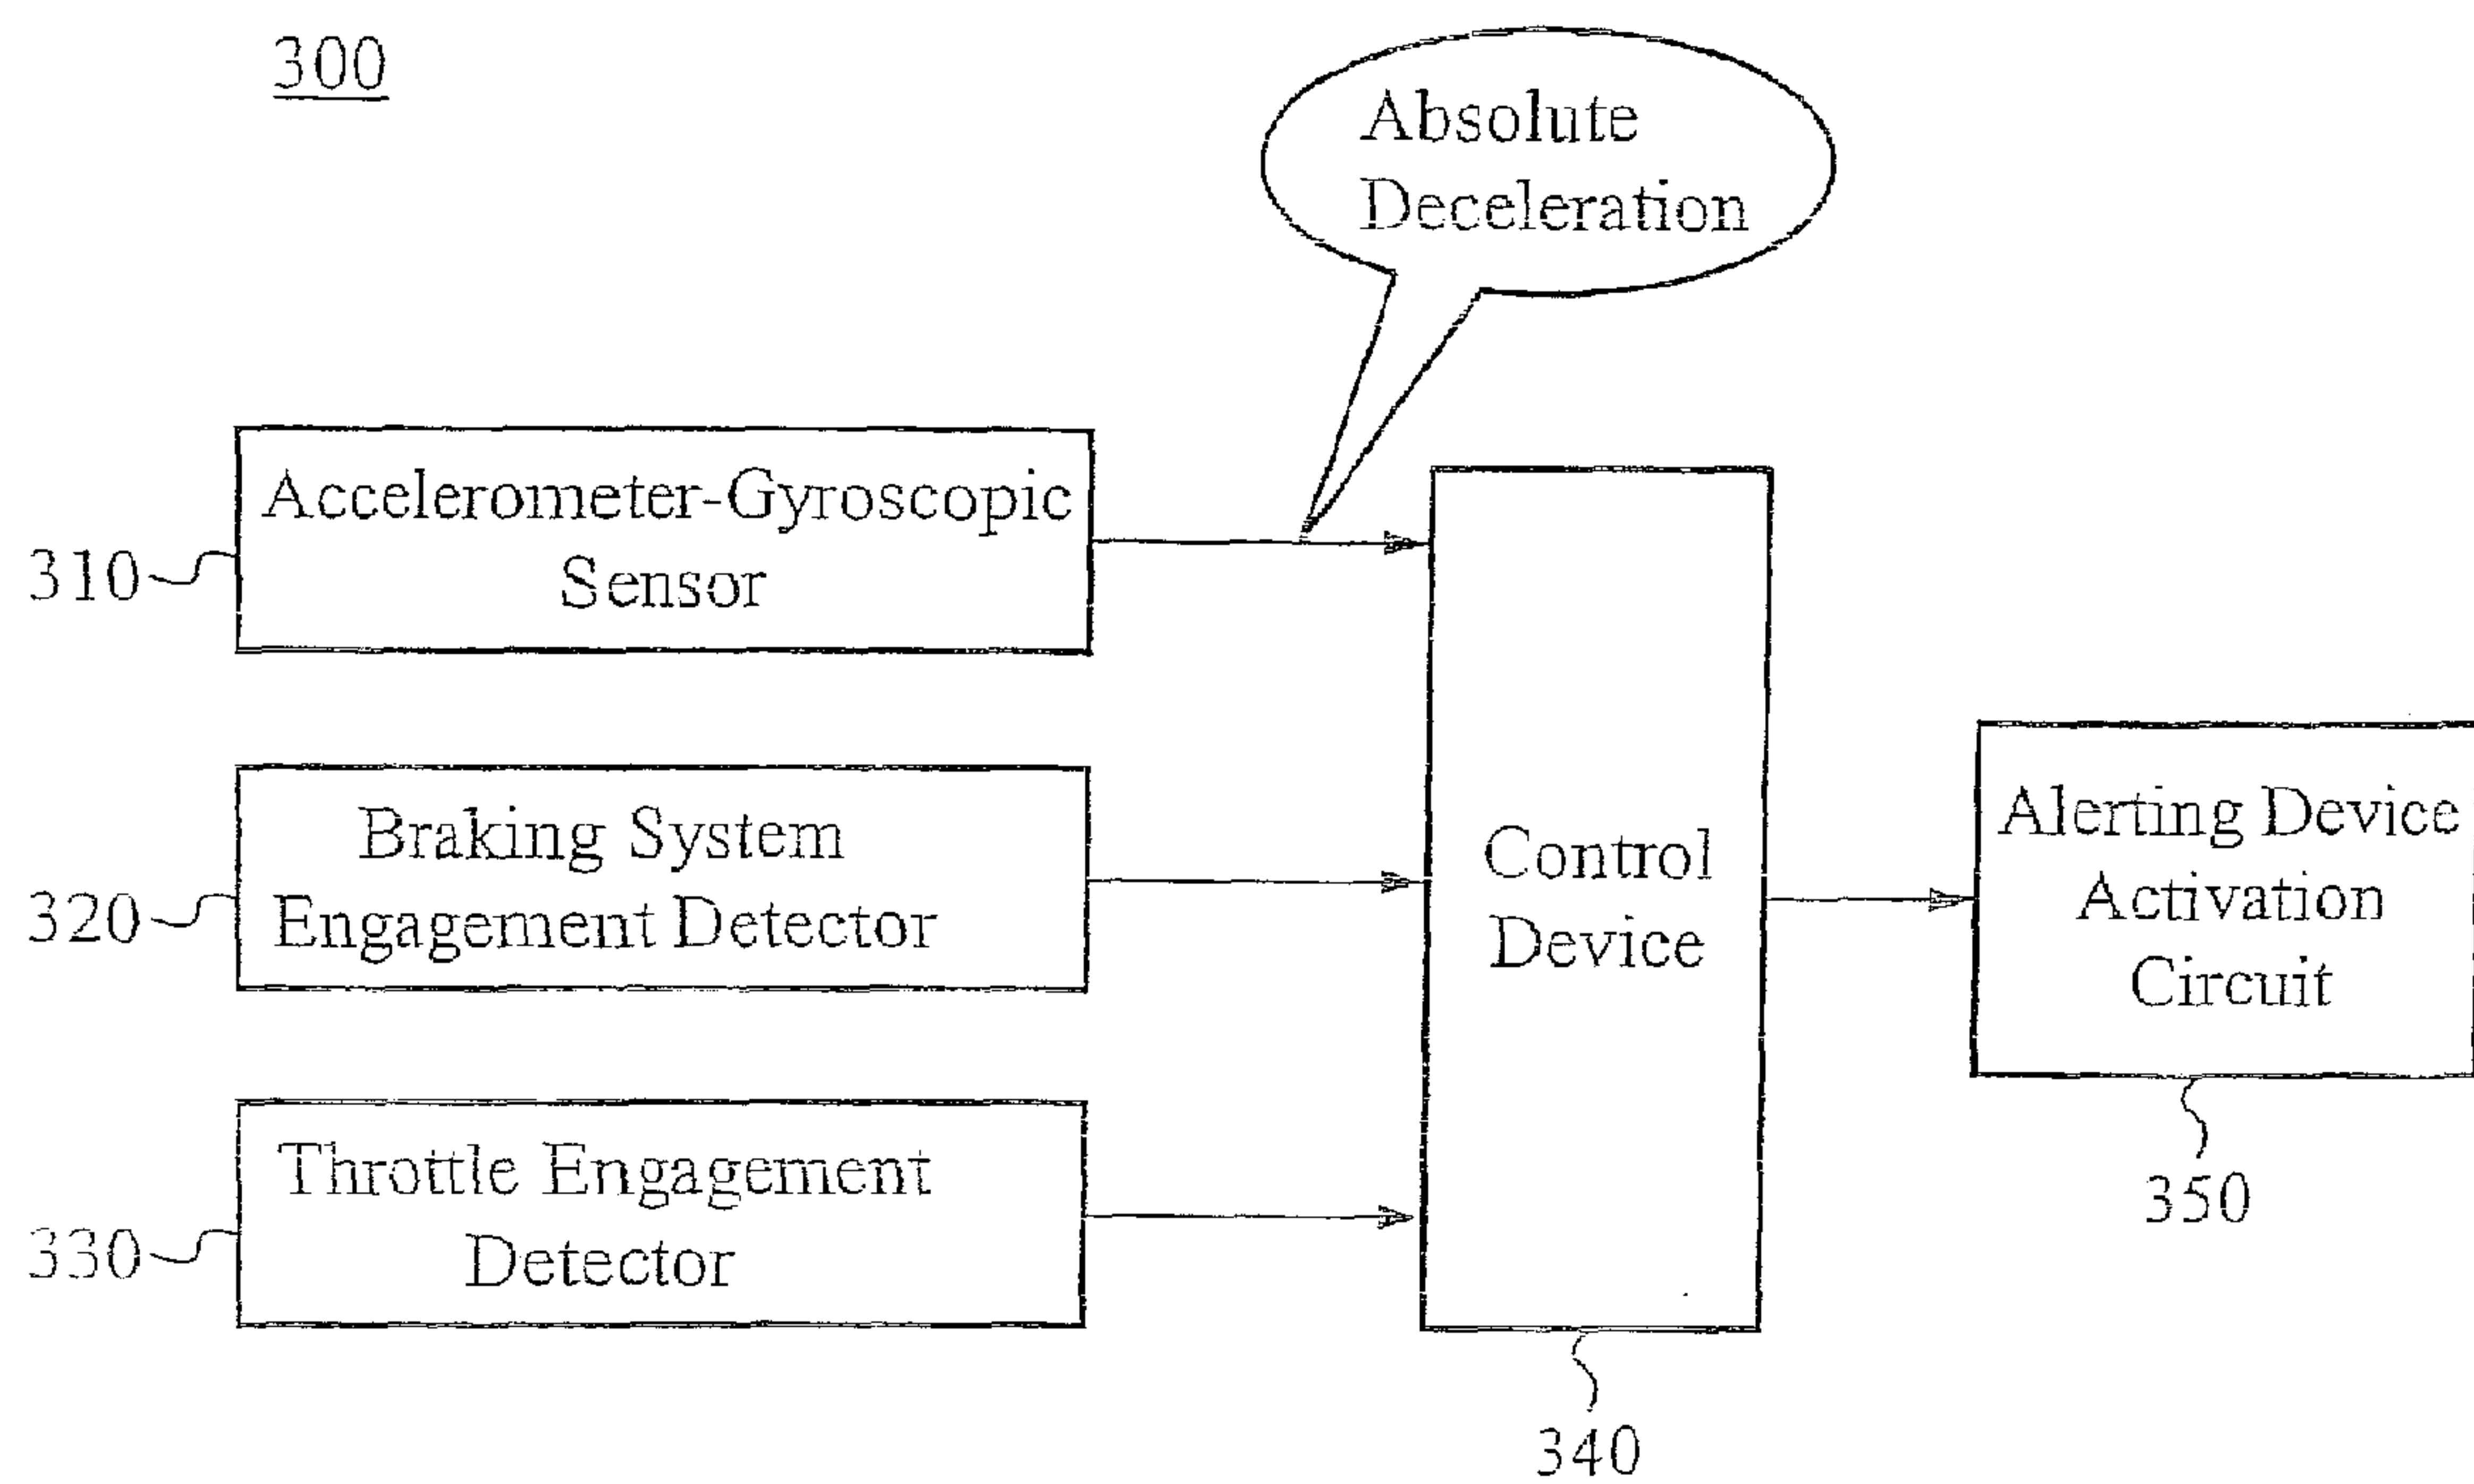 300
Absolute
Deceleration
Accelerometer-Gyroscopic
Sensor
310
Braking System
Engagement Detector
320
Throttle Engagement
Detector
330
Control
Device
340
Alerting Device
Activation
Circuit
350